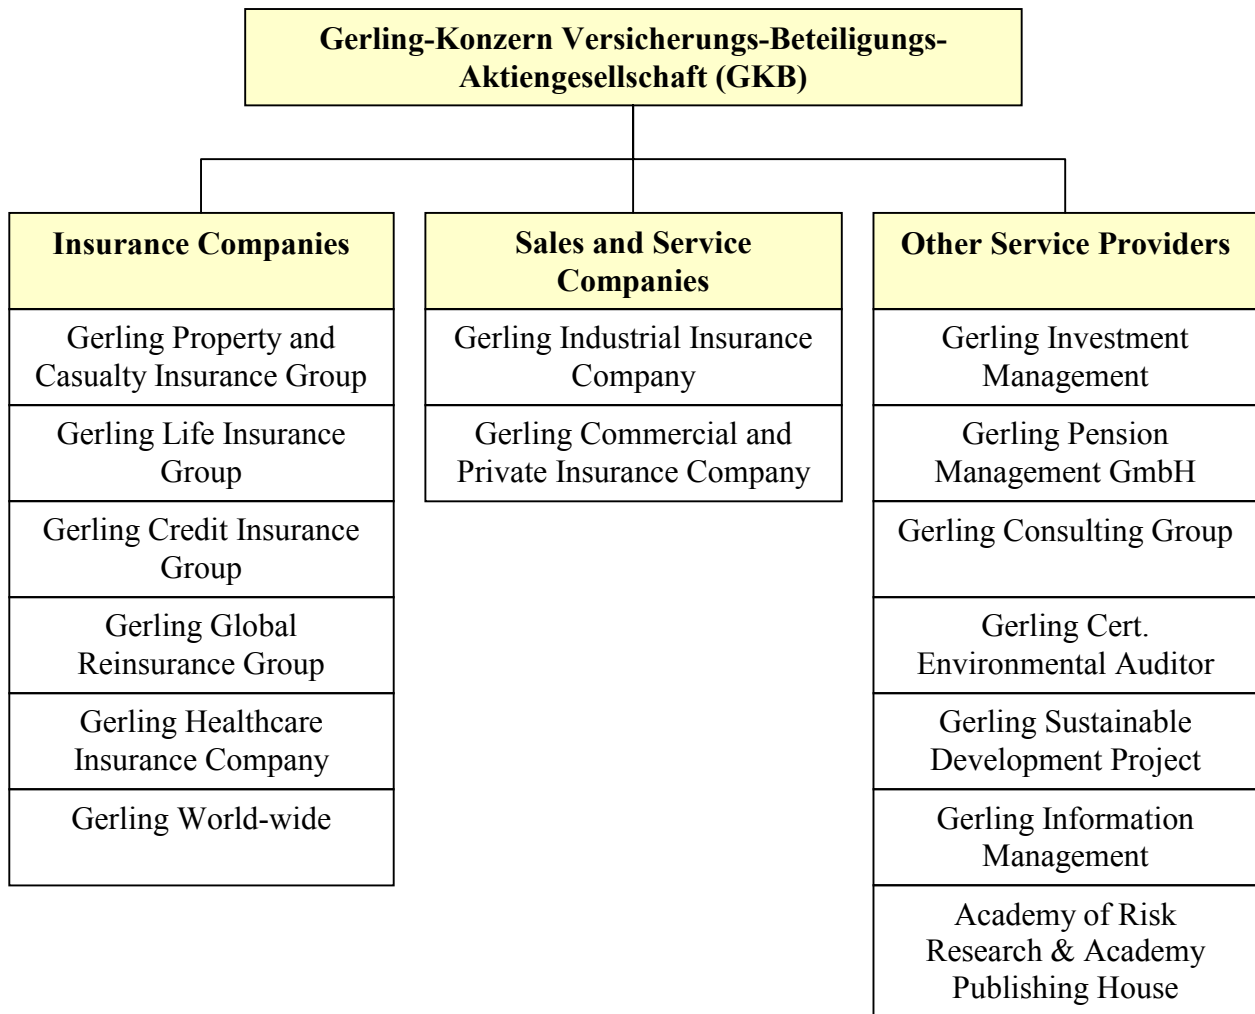 Gerling-Konzern Versicherungs-Beteiligungs-
Aktiengesellschaft (GKB)
Insurance Companies
Gerling Property and
Casualty Insurance Group
Gerling Life Insurance
Group
Gerling Credit Insurance
Group
Gerling Global
Reinsurance Group
Gerling Healthcare
Insurance Company
Gerling World-wide
Sales and Service
Companies
Gerling Industrial Insurance
Company
Gerling Commercial and
Private Insurance Company
Other Service Providers
Gerling Investment
Management
Gerling Pension
Management GmbH
Gerling Consulting Group
Gerling Cert.
Environmental Auditor
Gerling Sustainable
Development Project
Gerling Information
Management
Academy of Risk
Research & Academy
Publishing House